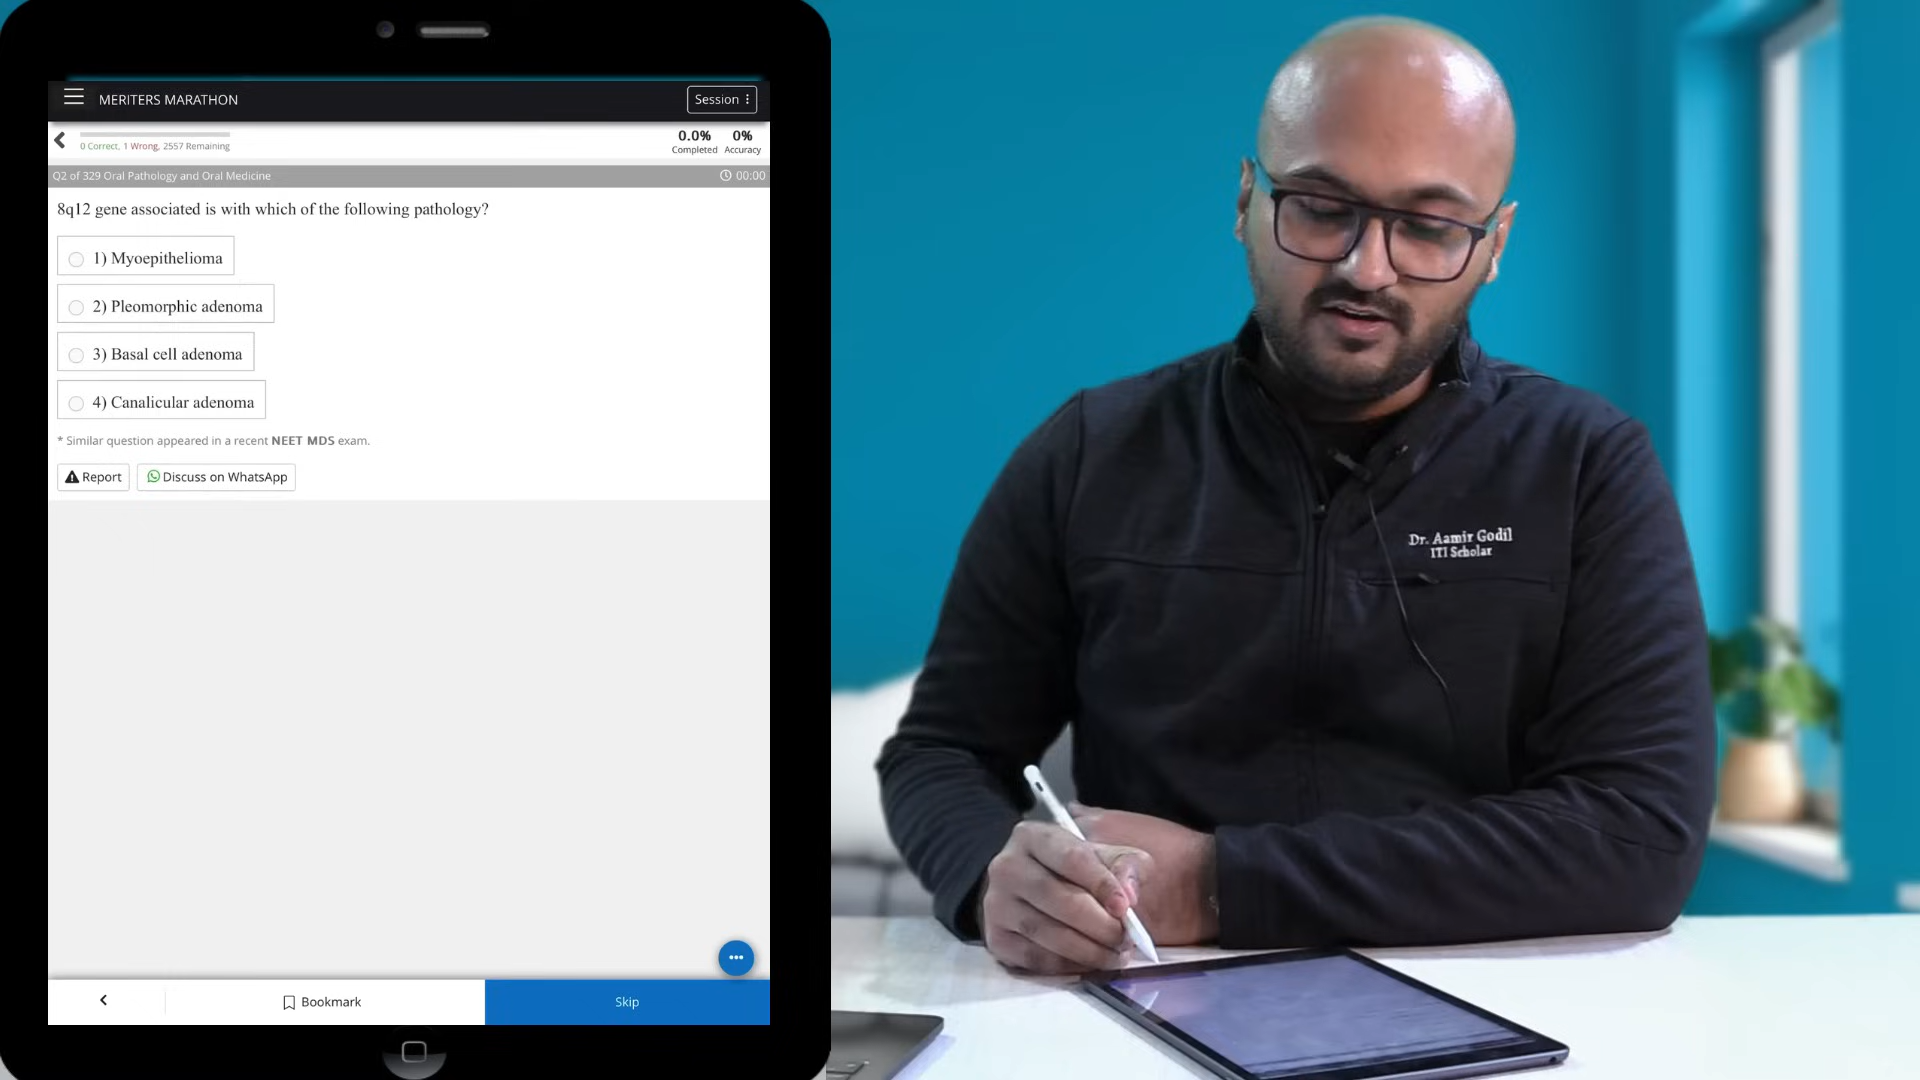 MERITERS MARATHON
Session
0 Correct, 1 Wrong, 2557 Remaining
0.0% 0%
Completed Accuracy
Q2 of 329 Oral Pathology and Oral Medicine 00:00
8q12 gene associated is with which of the following pathology?
1) Myoepithelioma
2) Pleomorphic adenoma
3) Basal cell adenoma
4) Canalicular adenoma
* Similar question appeared in a recent NEET MDS exam.
Report Discuss on WhatsApp
Bookmark Skip
Dr. Aamir Godil
ITI Scholar